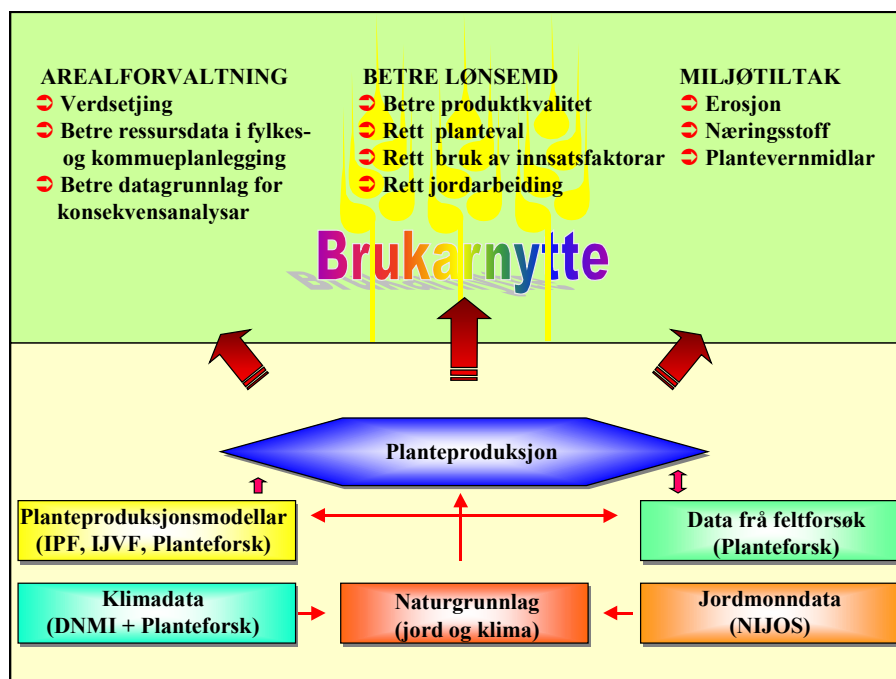 AREALFORVALTNING
Verdsetjing
Betre ressursdata i fylkes-
og kommueplanlegging
Betre datagrunnlag for
konsekvensanalysar
BETRE LØNSEMD
Betre produktkvalitet
Rett planteval
Rett bruk av innsatsfaktorar
Rett jordarbeiding
MILJØTILTAK
Erosjon
Næringsstoff
Plantevernmidlar
Brukarnytte
Planteproduksjon
Planteproduksjonsmodellar
(IPF, IJVF, Planteforsk)
Data frå feltforsøk
(Planteforsk)
Klimadata
(DNMI + Planteforsk)
Naturgrunnlag
(jord og klima)
Jordmonndata
(NIJOS)